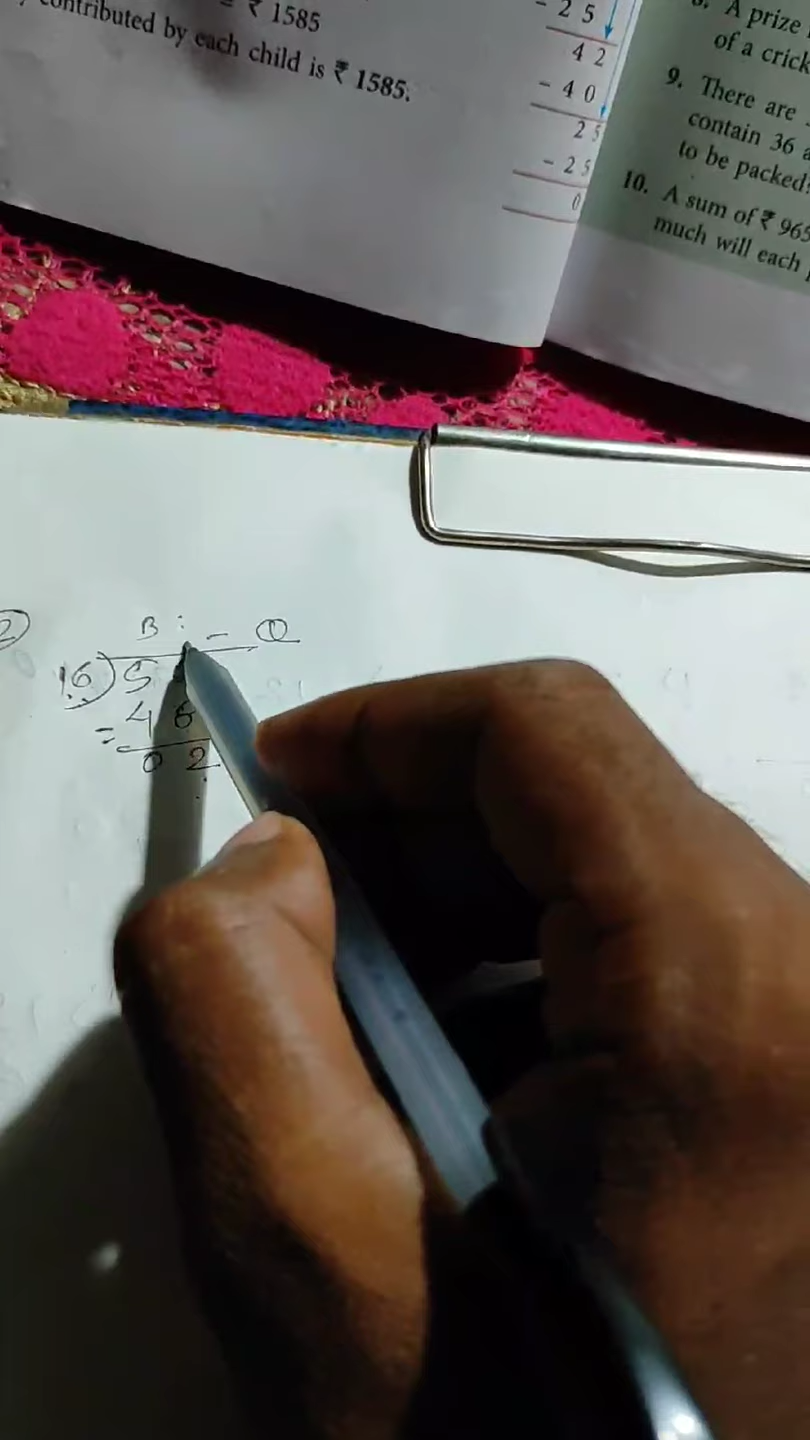 = ₹ 1585
contributed by each child is ₹ 1585.
- 2 5
4 2
- 4 0
2 5
- 2 5
0
A prize
of a crick
9. There are
contain 36 a
to be packed
10. A sum of ₹ 965
much will each
2
B : - Q
16) 5
= 4 6
0 2